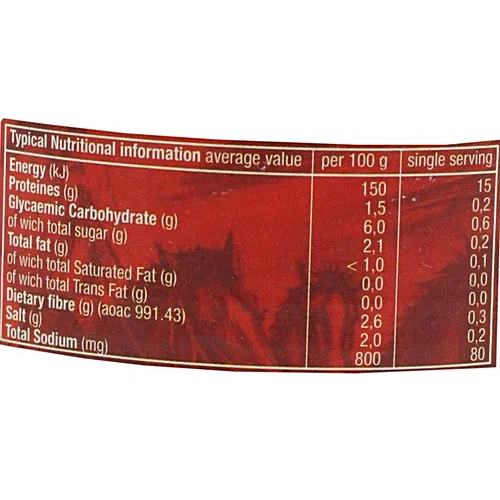 Typical Nutritional information average value per 100 g single serving
Energy (kJ) 150 15
Proteines (g) 1,5 0,2
Glycaemic Carbohydrate (g) 6,0 0,6
of wich total sugar (g) 2,1 0,2
Total fat (g) < 1,0 0,1
of wich total Saturated Fat (g) 0,0 0,0
of wich total Trans Fat (g) 0,0 0,0
Dietary fibre (g) (aoac 991.43) 2,6 0,3
Salt (g) 2,0 0,2
Total Sodium (mg) 800 80